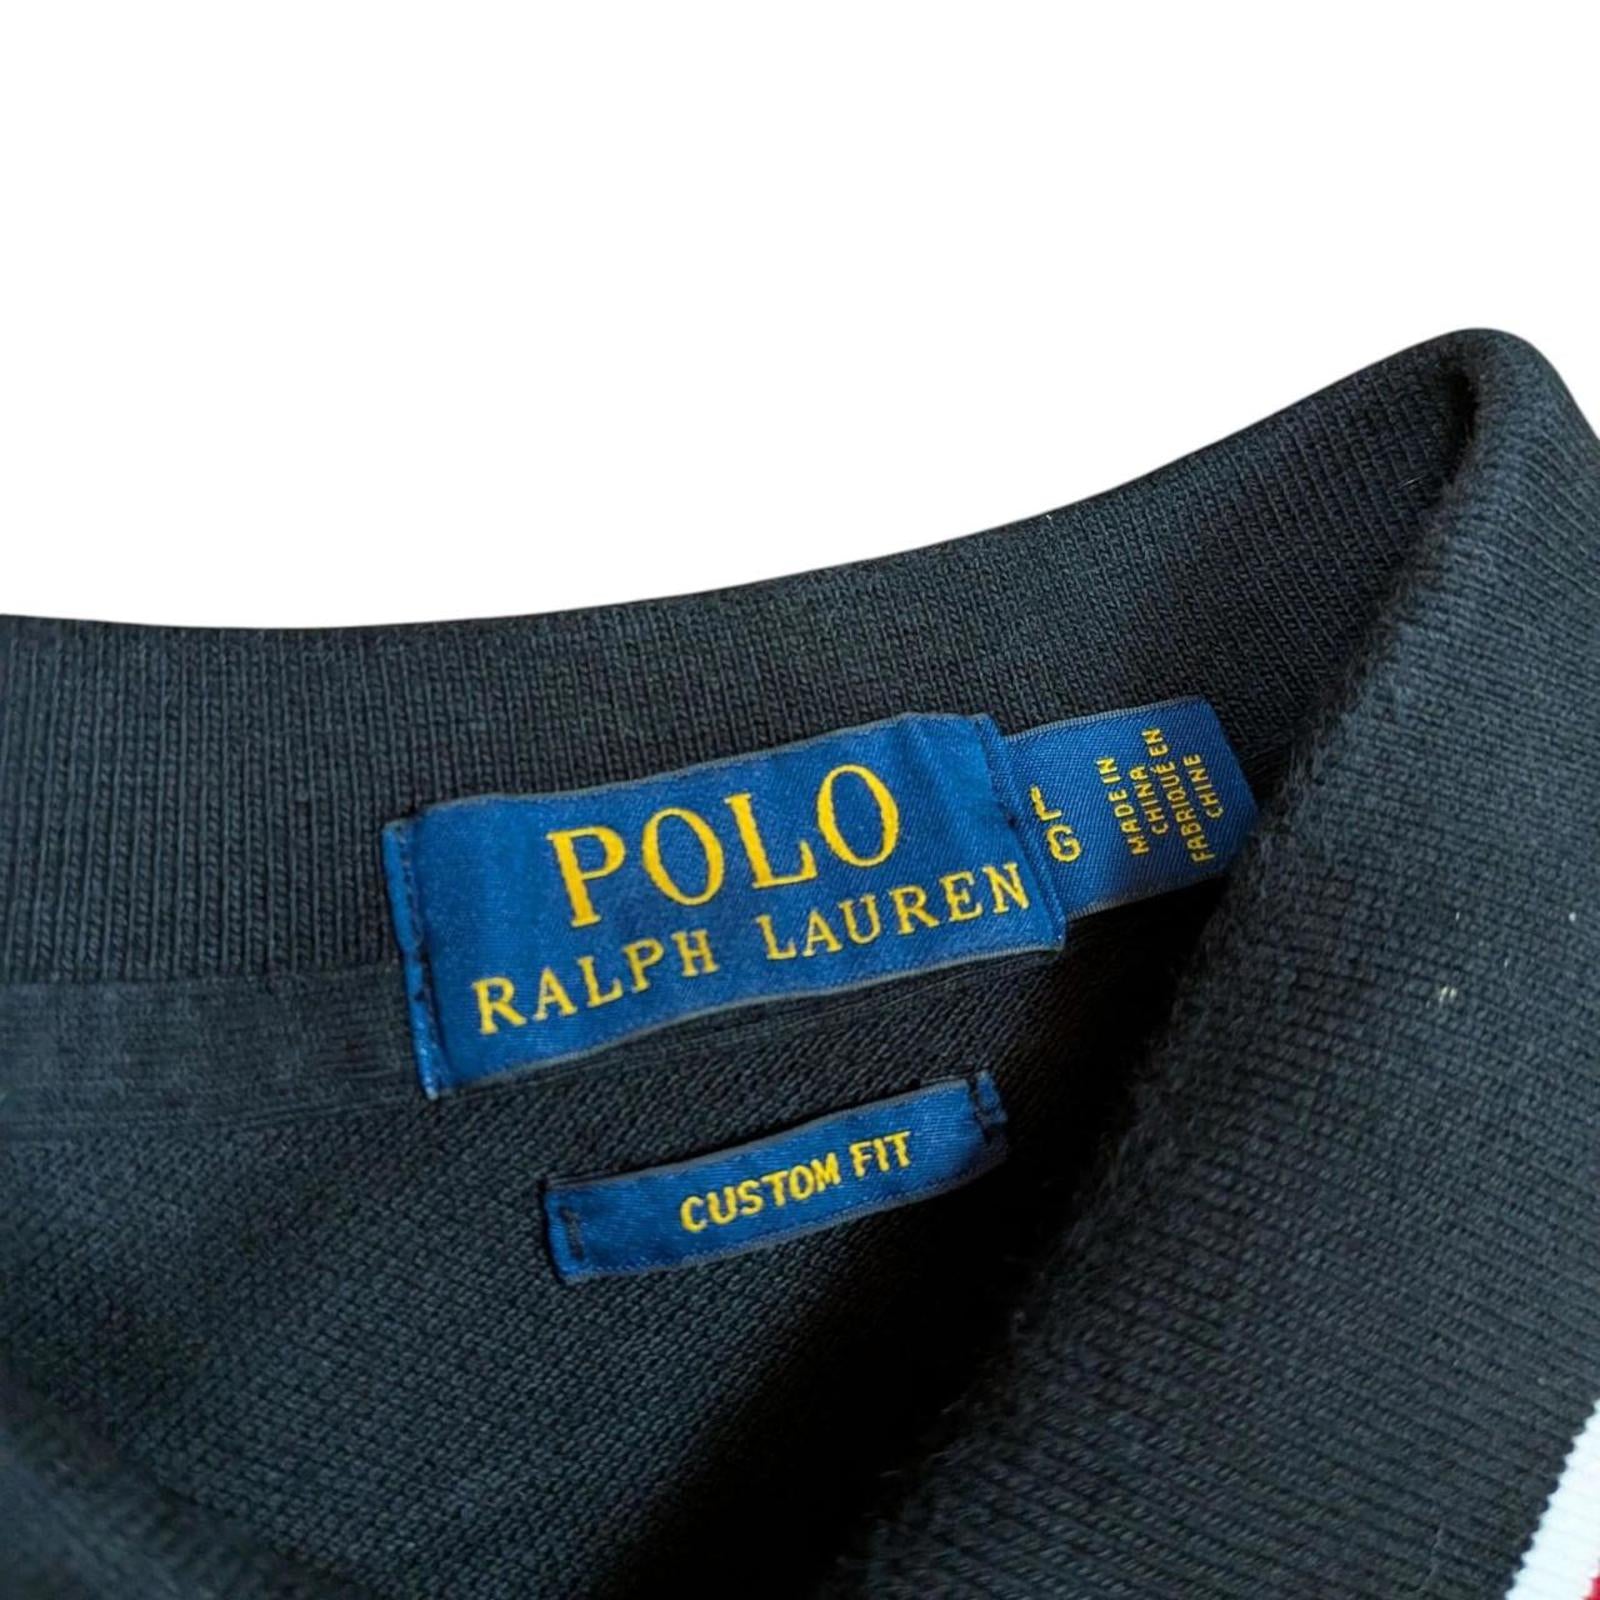 POLO
RALPH LAUREN
L
G
MADE IN
CHINA
FABRIQUÉ EN
CHINE
CUSTOM FIT